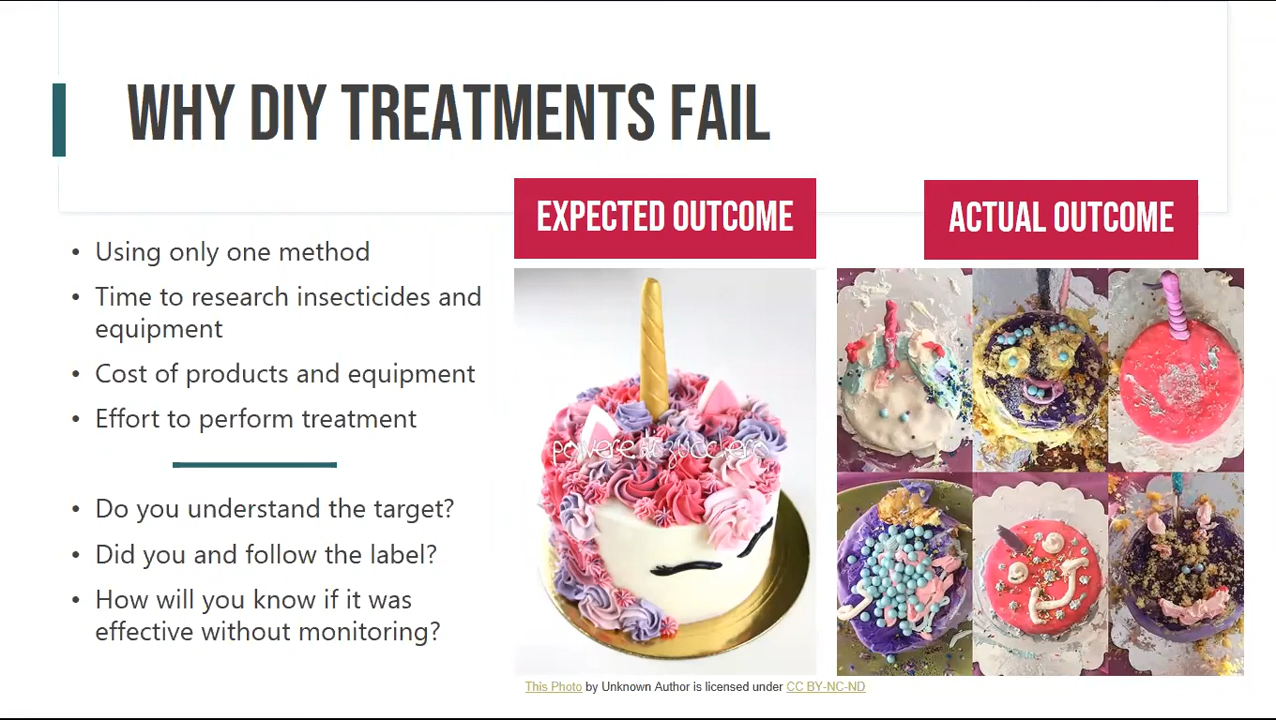 WHY DIY TREATMENTS FAIL
• Using only one method
• Time to research insecticides and
equipment
• Cost of products and equipment
• Effort to perform treatment
• Do you understand the target?
• Did you and follow the label?
• How will you know if it was
effective without monitoring?
EXPECTED OUTCOME
ACTUAL OUTCOME
This Photo by Unknown Author is licensed under CC BY-NC-ND